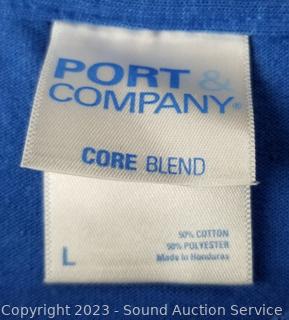 PORT &
COMPANY®
CORE BLEND
50% COTTON
50% POLYESTER
L
Made in Honduras
Copyright 2023 - Sound Auction Service